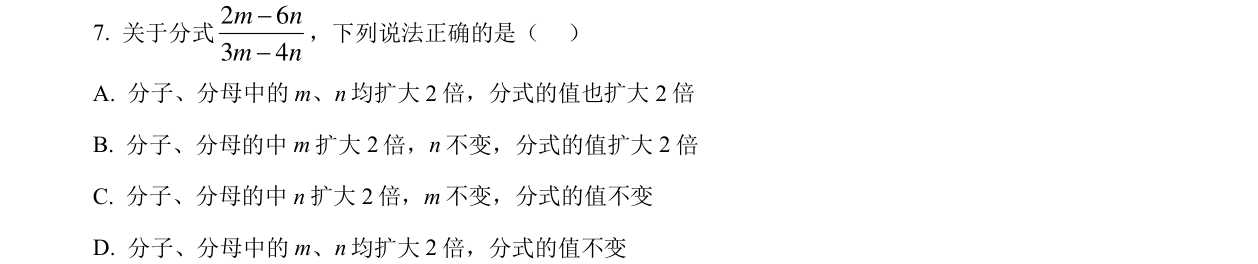 7. 关于分式 \frac{2m-6n}{3m-4n}，下列说法正确的是（ ）
A. 分子、分母中的 m、n 均扩大 2 倍，分式的值也扩大 2 倍
B. 分子、分母的中 m 扩大 2 倍，n 不变，分式的值扩大 2 倍
C. 分子、分母的中 n 扩大 2 倍，m 不变，分式的值不变
D. 分子、分母中的 m、n 均扩大 2 倍，分式的值不变